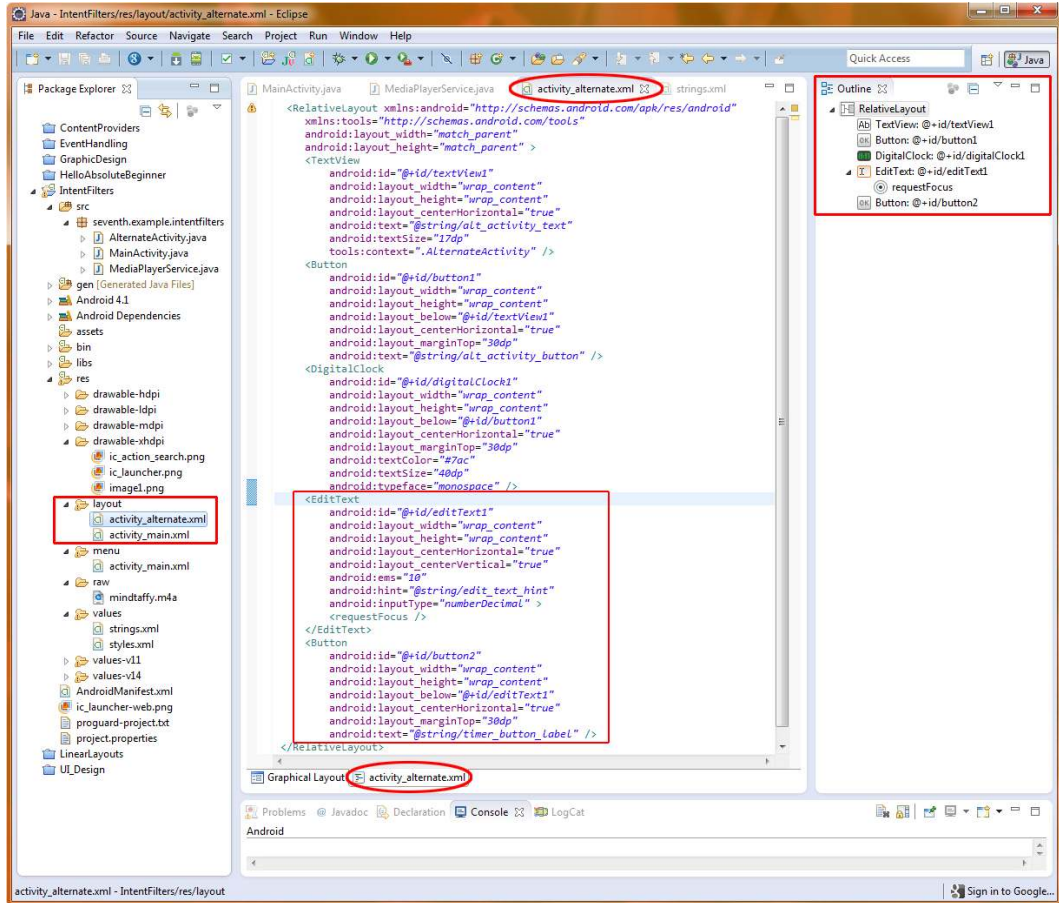 Java - IntentFilters/res/layout/activity_alternate.xml - Eclipse
File Edit Refactor Source Navigate Search Project Run Window Help
Quick Access
Java
Package Explorer
ContentProviders
EventHandling
GraphicDesign
HelloAbsoluteBeginner
IntentFilters
src
seventh.example.intentfilters
AlternateActivity.java
MainActivity.java
MediaPlayerService.java
gen [Generated Java Files]
Android 4.1
Android Dependencies
assets
bin
libs
res
drawable-hdpi
drawable-ldpi
drawable-mdpi
drawable-xhdpi
ic_action_search.png
ic_launcher.png
image1.png
layout
activity_alternate.xml
activity_main.xml
menu
activity_main.xml
raw
mindtaffy.m4a
values
strings.xml
styles.xml
values-v11
values-v14
AndroidManifest.xml
ic_launcher-web.png
proguard-project.txt
project.properties
LinearLayouts
UI_Design
MainActivity.java MediaPlayerService.java activity_alternate.xml strings.xml
<RelativeLayout xmlns:android="http://schemas.android.com/apk/res/android"
xmlns:tools="http://schemas.android.com/tools"
android:layout_width="match_parent"
android:layout_height="match_parent" >
<TextView
android:id="@+id/textView1"
android:layout_width="wrap_content"
android:layout_height="wrap_content"
android:layout_centerHorizontal="true"
android:text="@string/alt_activity_text"
android:textSize="17dp"
tools:context=".AlternateActivity" />
<Button
android:id="@+id/button1"
android:layout_width="wrap_content"
android:layout_height="wrap_content"
android:layout_below="@+id/textView1"
android:layout_centerHorizontal="true"
android:layout_marginTop="30dp"
android:text="@string/alt_activity_button" />
<DigitalClock
android:id="@+id/digitalClock1"
android:layout_width="wrap_content"
android:layout_height="wrap_content"
android:layout_below="@+id/button1"
android:layout_centerHorizontal="true"
android:layout_marginTop="30dp"
android:textColor="#7ac"
android:textSize="40dp"
android:typeface="monospace" />
<EditText
android:id="@+id/editText1"
android:layout_width="wrap_content"
android:layout_height="wrap_content"
android:layout_centerHorizontal="true"
android:layout_centerVertical="true"
android:ems="10"
android:hint="@string/edit_text_hint"
android:inputType="numberDecimal" >
<requestFocus />
</EditText>
<Button
android:id="@+id/button2"
android:layout_width="wrap_content"
android:layout_height="wrap_content"
android:layout_below="@+id/editText1"
android:layout_centerHorizontal="true"
android:layout_marginTop="30dp"
android:text="@string/timer_button_label" />
</RelativeLayout>
Graphical Layout activity_alternate.xml
Outline
RelativeLayout
Ab TextView: @+id/textView1
OK Button: @+id/button1
DigitalClock: @+id/digitalClock1
I EditText: @+id/editText1
requestFocus
OK Button: @+id/button2
Problems @ Javadoc Declaration Console LogCat
Android
activity_alternate.xml - IntentFilters/res/layout
Sign in to Google...